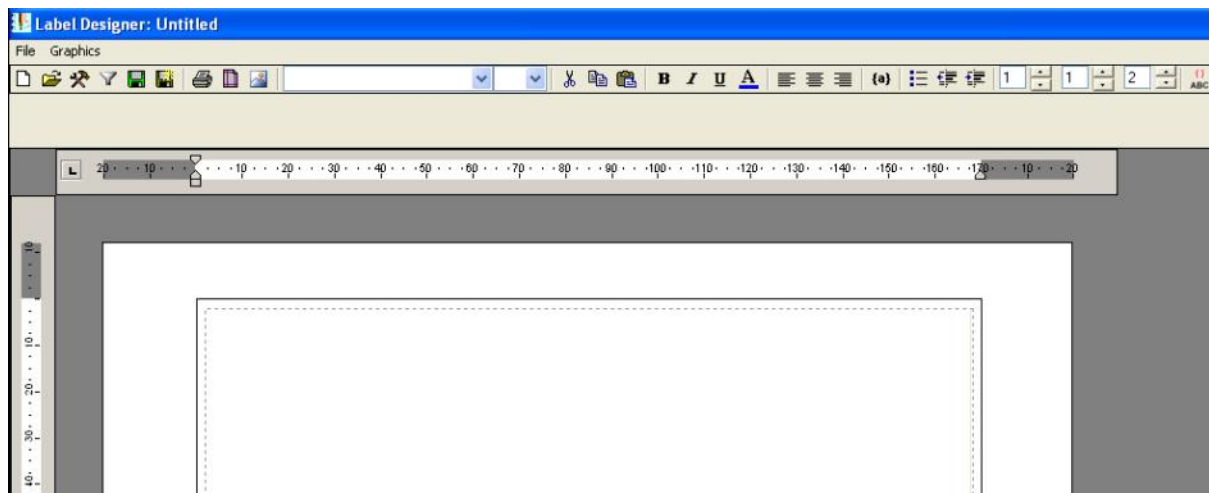 Label Designer: Untitled
File Graphics
B I U A {a} 1 1 2 () ABC
L 20 10 10 20 30 40 50 60 70 80 90 100 110 120 130 140 150 160 170 10 20
10
10
20
30
40